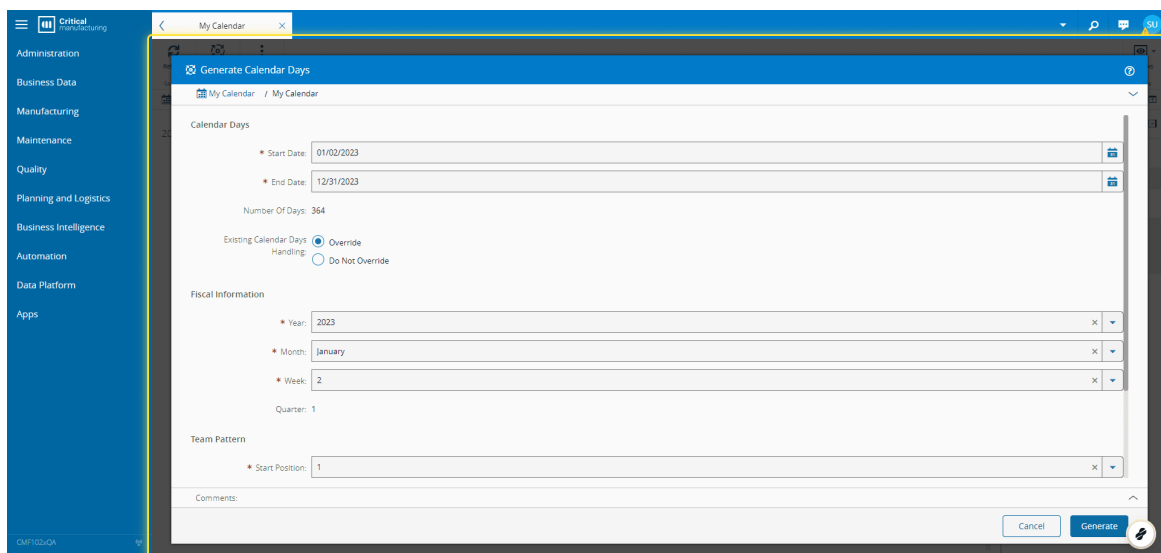 Critical
manufacturing
My Calendar
SU
Administration
Business Data
Manufacturing
Maintenance
Quality
Planning and Logistics
Business Intelligence
Automation
Data Platform
Apps
CMF102xQA
Generate Calendar Days
My Calendar / My Calendar
Calendar Days
* Start Date: 01/02/2023
* End Date: 12/31/2023
Number Of Days: 364
Existing Calendar Days
Handling:
Override
Do Not Override
Fiscal Information
* Year: 2023
* Month: January
* Week: 2
Quarter: 1
Team Pattern
* Start Position: 1
Comments:
Cancel
Generate